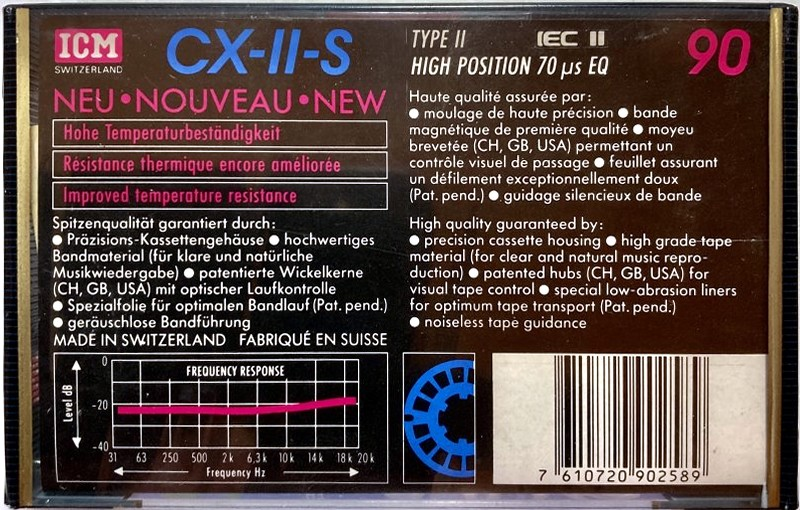 ICM
SWITZERLAND
CX-II-S
NEU • NOUVEAU • NEW
Hohe Temperaturbeständigkeit
Résistance thermique encore améliorée
Improved temperature resistance
Spitzenqualität garantiert durch:
● Präzisions-Kassettengehäuse ● hochwertiges
Bandmaterial (für klare und natürliche
Musikwiedergabe) ● patentierte Wickelkerne
(CH, GB, USA) mit optischer Laufkontrolle
● Spezialfolie für optimalen Bandlauf (Pat. pend.)
● geräuschlose Bandführung
MADE IN SWITZERLAND FABRIQUÉ EN SUISSE
FREQUENCY RESPONSE
Level dB
0
-20
-40
31 63 250 500 2 k 6,3 k 10 k 14 k 18 k 20 k
Frequency Hz
TYPE II IEC II
HIGH POSITION 70 µs EQ
90
Haute qualité assurée par:
● moulage de haute précision ● bande
magnétique de première qualité ● moyeu
brevetée (CH, GB, USA) permettant un
contrôle visuel de passage ● feuillet assurant
un défilement exceptionnellement doux
(Pat. pend.) ● guidage silencieux de bande
High quality guaranteed by:
● precision cassette housing ● high grade tape
material (for clear and natural music repro-
duction) ● patented hubs (CH, GB, USA) for
visual tape control ● special low-abrasion liners
for optimum tape transport (Pat. pend.)
● noiseless tape guidance
7 610720 902589